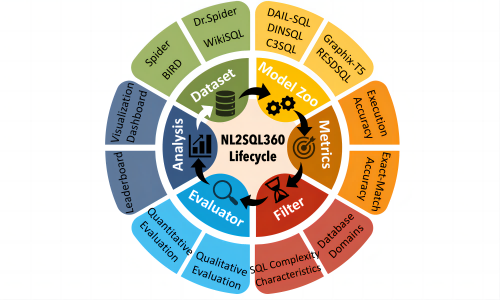 NL2SQL360
Lifecycle
Dataset
Spider
BIRD
Dr.Spider
WikiSQL
Model Zoo
DAIL-SQL
DINSQL
C3SQL
Graphix-T5
RESDSQL
Metrics
Execution
Accuracy
Exact-Match
Accuracy
Filter
Database
Domains
SQL Complexity
Characteristics
Evaluator
Qualitative
Evaluation
Quantitative
Evaluation
Analysis
Leaderboard
Visualization
Dashboard